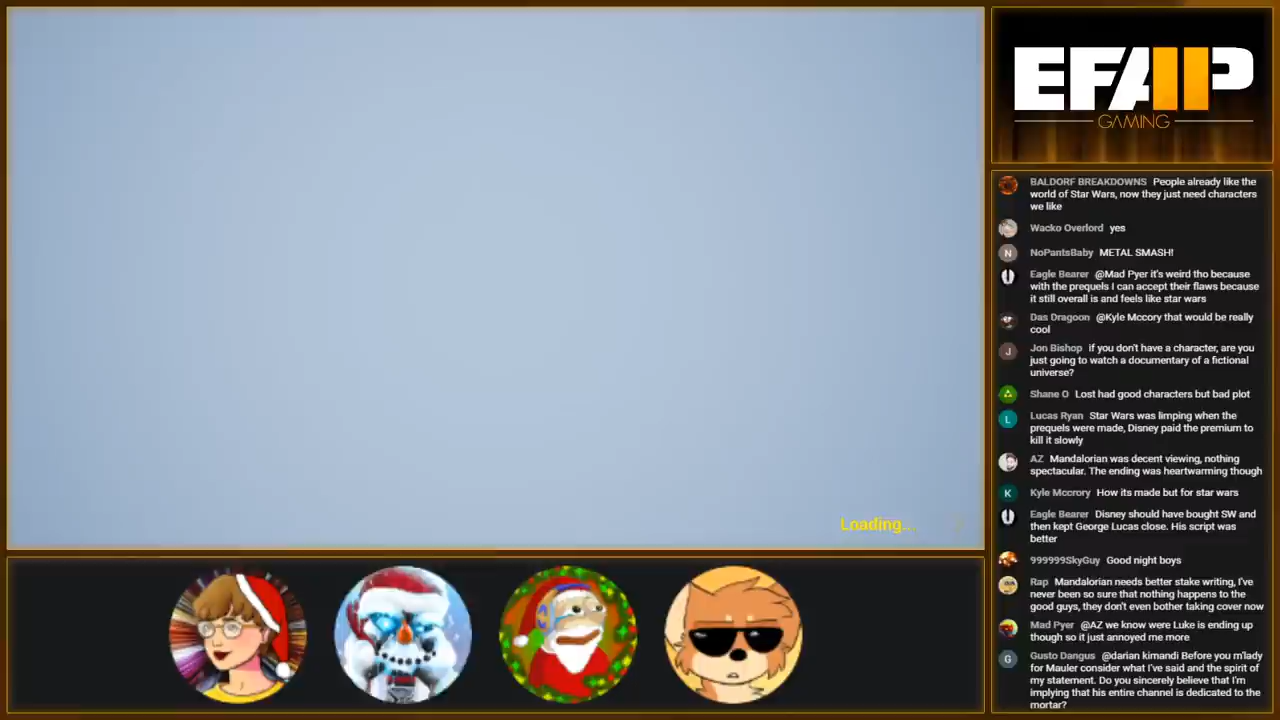 EFAP
GAMING
BALDORF BREAKDOWNS People already like the
world of Star Wars, now they just need characters
we like
Wacko Overlord yes
N NoPantsBaby METAL SMASH!
Eagle Bearer @Mad Pyer it's weird tho because
with the prequels I can accept their flaws because
it still overall is and feels like star wars
Das Dragoon @Kyle Mccory that would be really
cool
J Jon Bishop if you don't have a character, are you
just going to watch a documentary of a fictional
universe?
Shane O Lost had good characters but bad plot
L Lucas Ryan Star Wars was limping when the
prequels were made, Disney paid the premium to
kill it slowly
AZ Mandalorian was decent viewing, nothing
spectacular. The ending was heartwarming though
K Kyle Mccrory How its made but for star wars
Eagle Bearer Disney should have bought SW and
then kept George Lucas close. His script was
better
999999SkyGuy Good night boys
Rap Mandalorian needs better stake writing, I've
never been so sure that nothing happens to the
good guys, they don't even bother taking cover now
Mad Pyer @AZ we know were Luke is ending up
though so it just annoyed me more
G Gusto Dangus @darian kimandi Before you m'lady
for Mauler consider what I've said and the spirit of
my statement. Do you sincerely believe that I'm
implying that his entire channel is dedicated to the
mortar?
Loading...